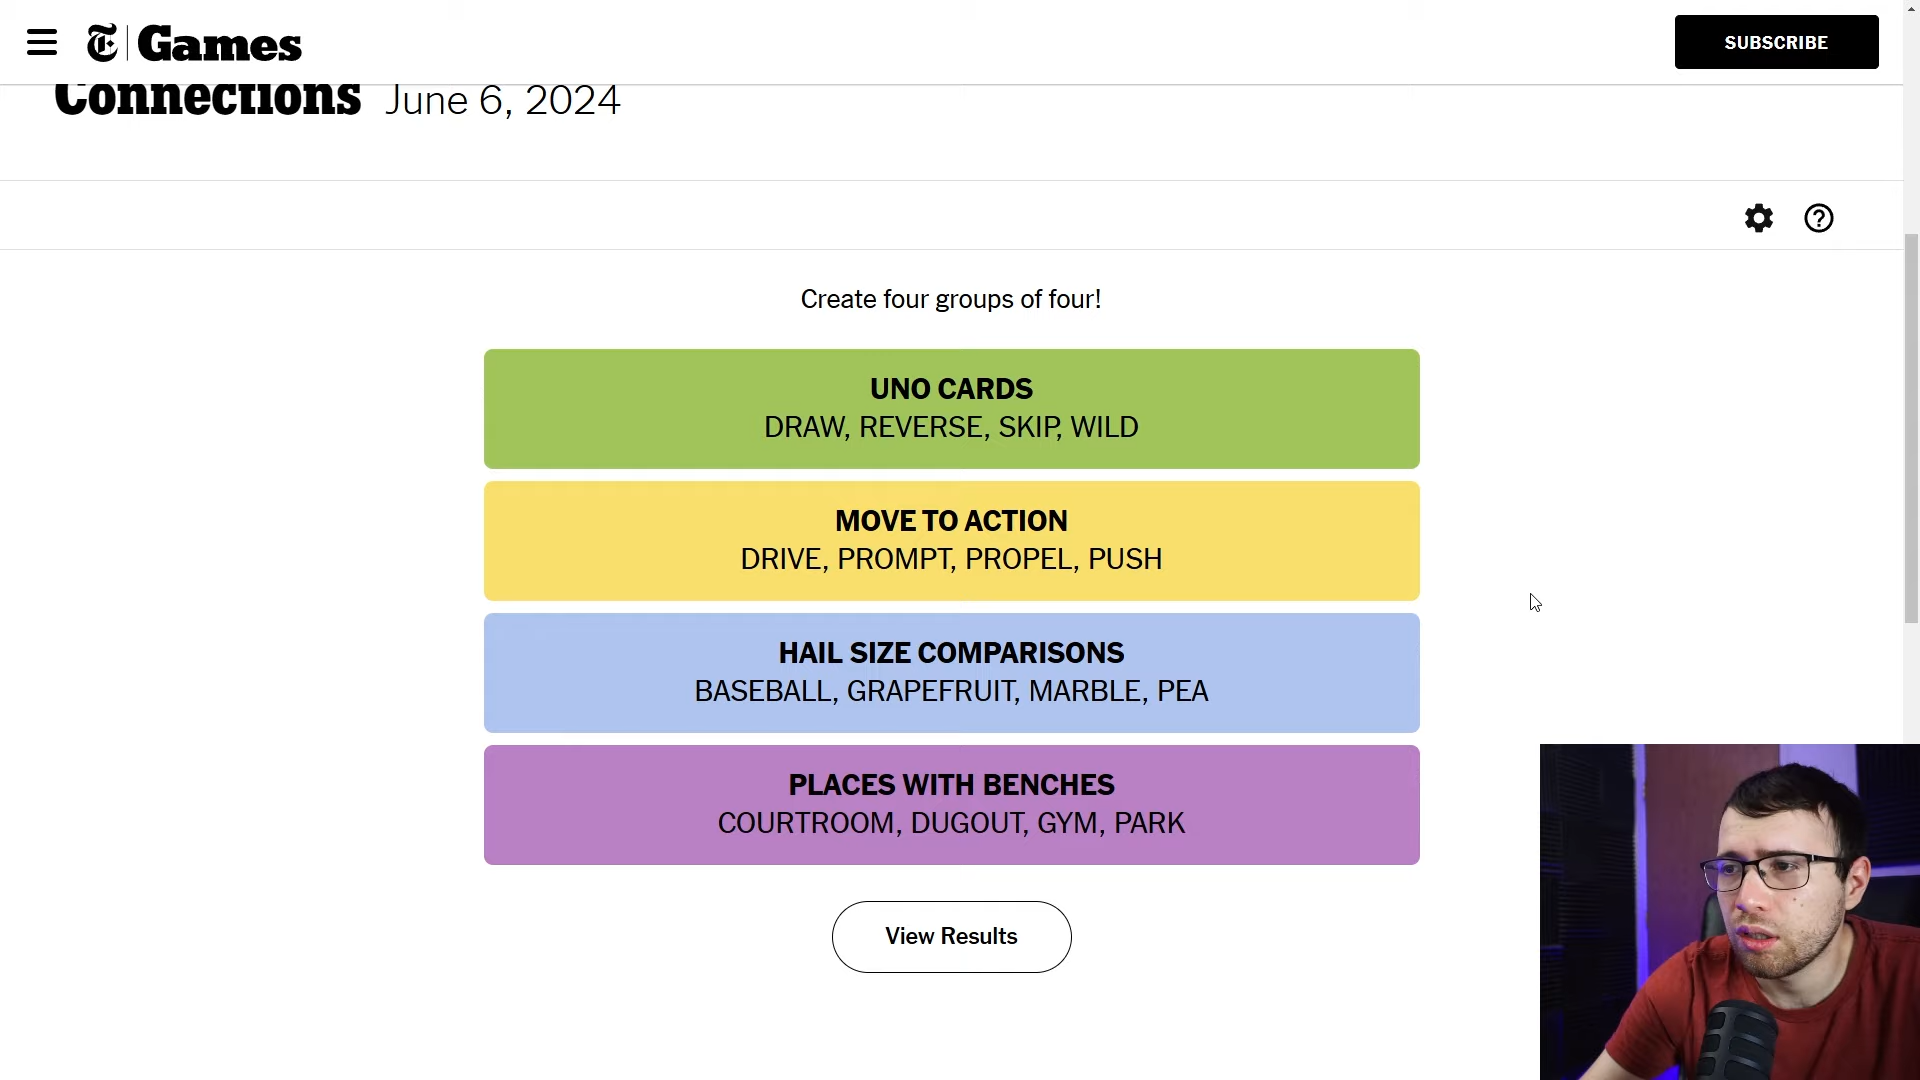 T Games
SUBSCRIBE
Connections June 6, 2024
Create four groups of four!
UNO CARDS
DRAW, REVERSE, SKIP, WILD
MOVE TO ACTION
DRIVE, PROMPT, PROPEL, PUSH
HAIL SIZE COMPARISONS
BASEBALL, GRAPEFRUIT, MARBLE, PEA
PLACES WITH BENCHES
COURTROOM, DUGOUT, GYM, PARK
View Results